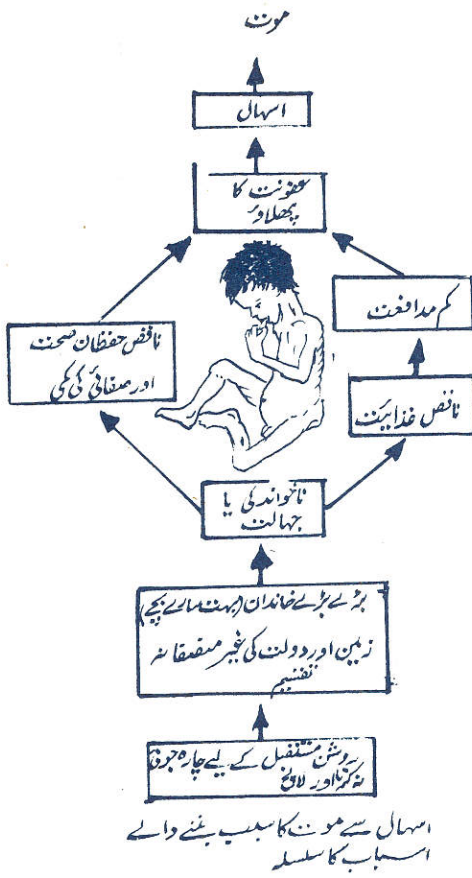 موت
اسہال
عفونت کا
پھیلاؤ
کم مدافعت
ناقص حفظان صحت
اور صفائی کی کمی
ناقص غذائیت
ناخواندگی یا
جہالت
بڑے بڑے خاندان (بہت سارے بچے)
زمین اور دولت کی غیر منصفانہ
تقسیم
روشن مستقبل کے لیے چارہ جوئی
نہ کرنا اور لالچ
اسہال سے موت کا سبب بننے والے
اسباب کا سلسلہ